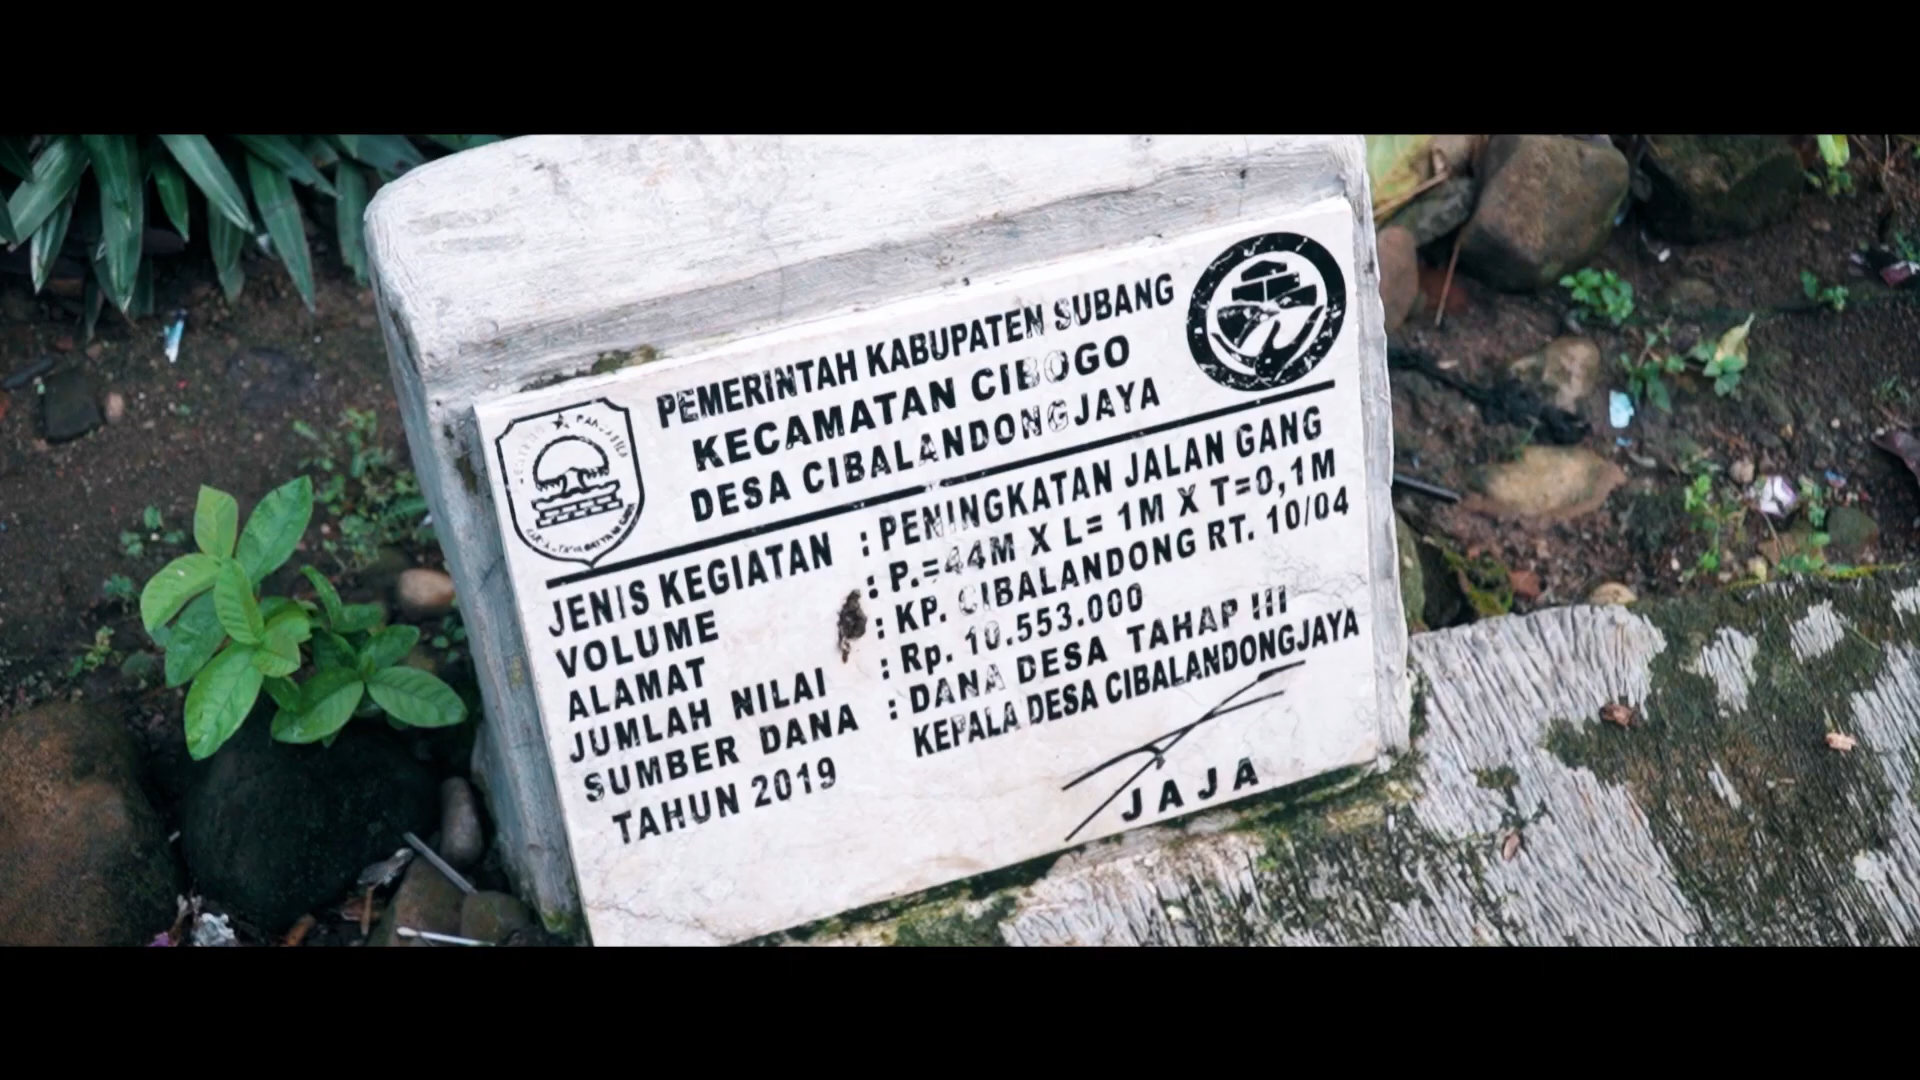 PEMERINTAH KABUPATEN SUBANG
KECAMATAN CIBOGO
DESA CIBALANDONGJAYA
JENIS KEGIATAN : PENINGKATAN JALAN GANG
VOLUME : P.=44M X L= 1M X T=0,1M
ALAMAT : KP. CIBALANDONG RT. 10/04
JUMLAH NILAI : Rp. 10.553.000
SUMBER DANA : DANA DESA TAHAP III
TAHUN 2019
KEPALA DESA CIBALANDONGJAYA
JAJA